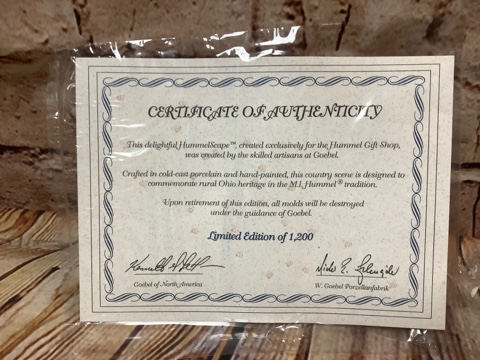 CERTIFICATE OF AUTHENTICITY
This delightful HummelScape™, created exclusively for the Hummel Gift Shop,
was created by the skilled artisans at Goebel.
Crafted in cold-cast porcelain and hand-painted, this country scene is designed to
commemorate rural Ohio heritage in the M.I. Hummel® tradition.
Upon retirement of this edition, all molds will be destroyed
under the guidance of Goebel.
Limited Edition of 1,200
Goebel of North America
W. Goebel Porzellanfabrik